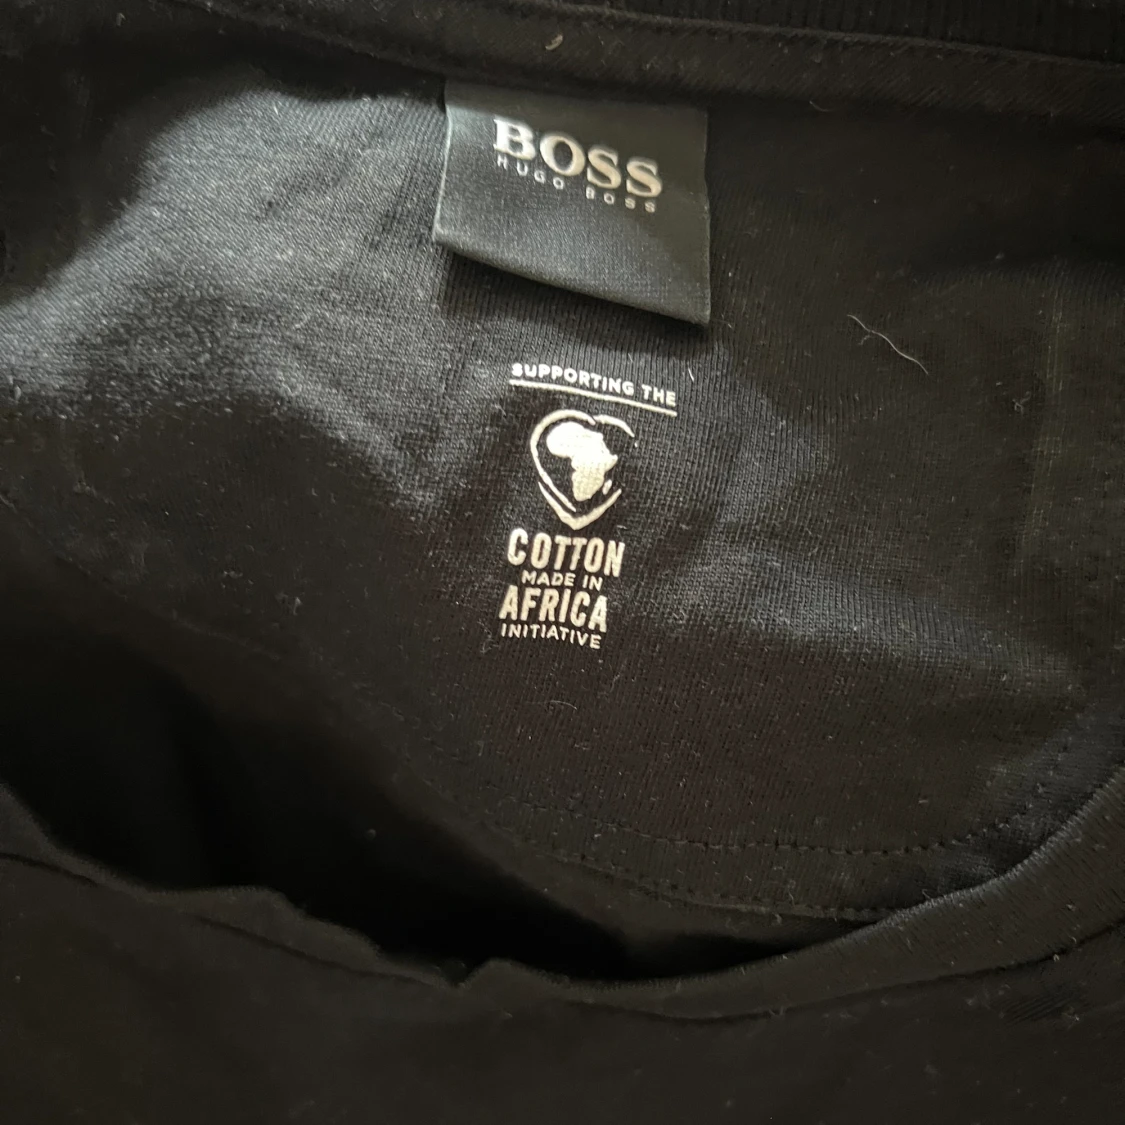 BOSS
HUGO BOSS
SUPPORTING THE
COTTON
MADE IN
AFRICA
INITIATIVE